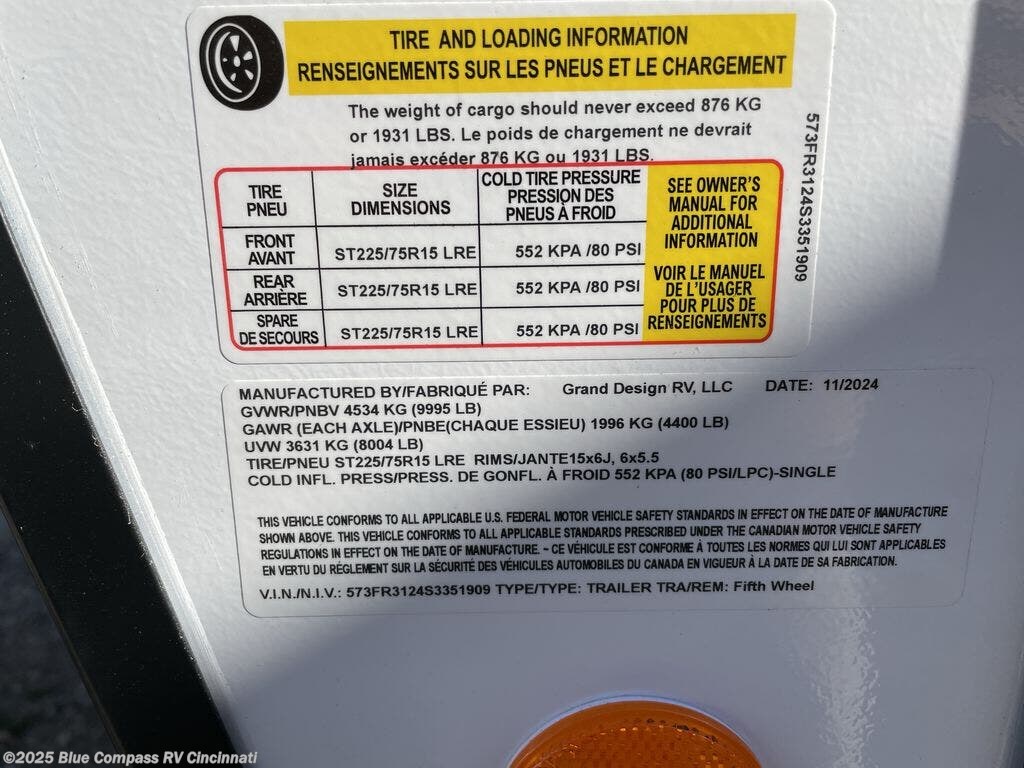 TIRE AND LOADING INFORMATION
RENSEIGNEMENTS SUR LES PNEUS ET LE CHARGEMENT
The weight of cargo should never exceed 876 KG
or 1931 LBS. Le poids de chargement ne devrait
jamais excéder 876 KG ou 1931 LBS.
573FR3124S3351909
TIRE
PNEU
SIZE
DIMENSIONS
COLD TIRE PRESSURE
PRESSION DES
PNEUS À FROID
FRONT
AVANT
ST225/75R15 LRE
552 KPA /80 PSI
REAR
ARRIÈRE
ST225/75R15 LRE
552 KPA /80 PSI
SPARE
DE SECOURS
ST225/75R15 LRE
552 KPA /80 PSI
SEE OWNER'S
MANUAL FOR
ADDITIONAL
INFORMATION
VOIR LE MANUEL
DE L'USAGER
POUR PLUS DE
RENSEIGNEMENTS
MANUFACTURED BY/FABRIQUÉ PAR: Grand Design RV, LLC DATE: 11/2024
GVWR/PNBV 4534 KG (9995 LB)
GAWR (EACH AXLE)/PNBE(CHAQUE ESSIEU) 1996 KG (4400 LB)
UVW 3631 KG (8004 LB)
TIRE/PNEU ST225/75R15 LRE RIMS/JANTE15x6J, 6x5.5
COLD INFL. PRESS/PRESS. DE GONFL. À FROID 552 KPA (80 PSI/LPC)-SINGLE
THIS VEHICLE CONFORMS TO ALL APPLICABLE U.S. FEDERAL MOTOR VEHICLE SAFETY STANDARDS IN EFFECT ON THE DATE OF MANUFACTURE
SHOWN ABOVE. THIS VEHICLE CONFORMS TO ALL APPLICABLE STANDARDS PRESCRIBED UNDER THE CANADIAN MOTOR VEHICLE SAFETY
REGULATIONS IN EFFECT ON THE DATE OF MANUFACTURE. ~ CE VÉHICULE EST CONFORME À TOUTES LES NORMES QUI LUI SONT APPLICABLES
EN VERTU DU RÉGLEMENT SUR LA SÉCURITÉ DES VÉHICULES AUTOMOBILES DU CANADA EN VIGUEUR À LA DATE DE SA FABRICATION.
V.I.N./N.I.V.: 573FR3124S3351909 TYPE/TYPE: TRAILER TRA/REM: Fifth Wheel
©2025 Blue Compass RV Cincinnati